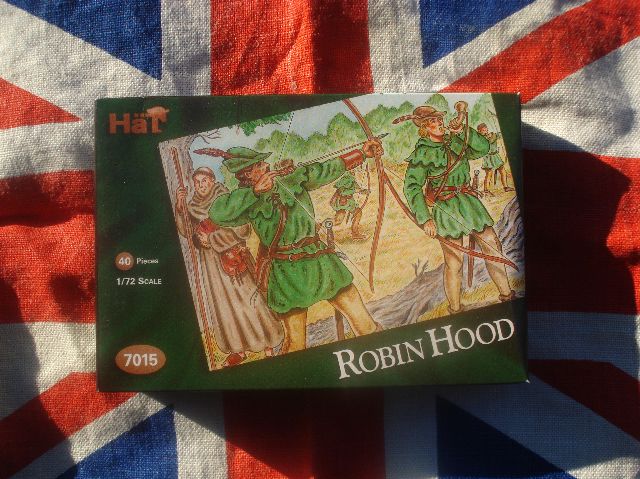 HäT
40 Pieces
1/72 Scale
7015
Robin Hood